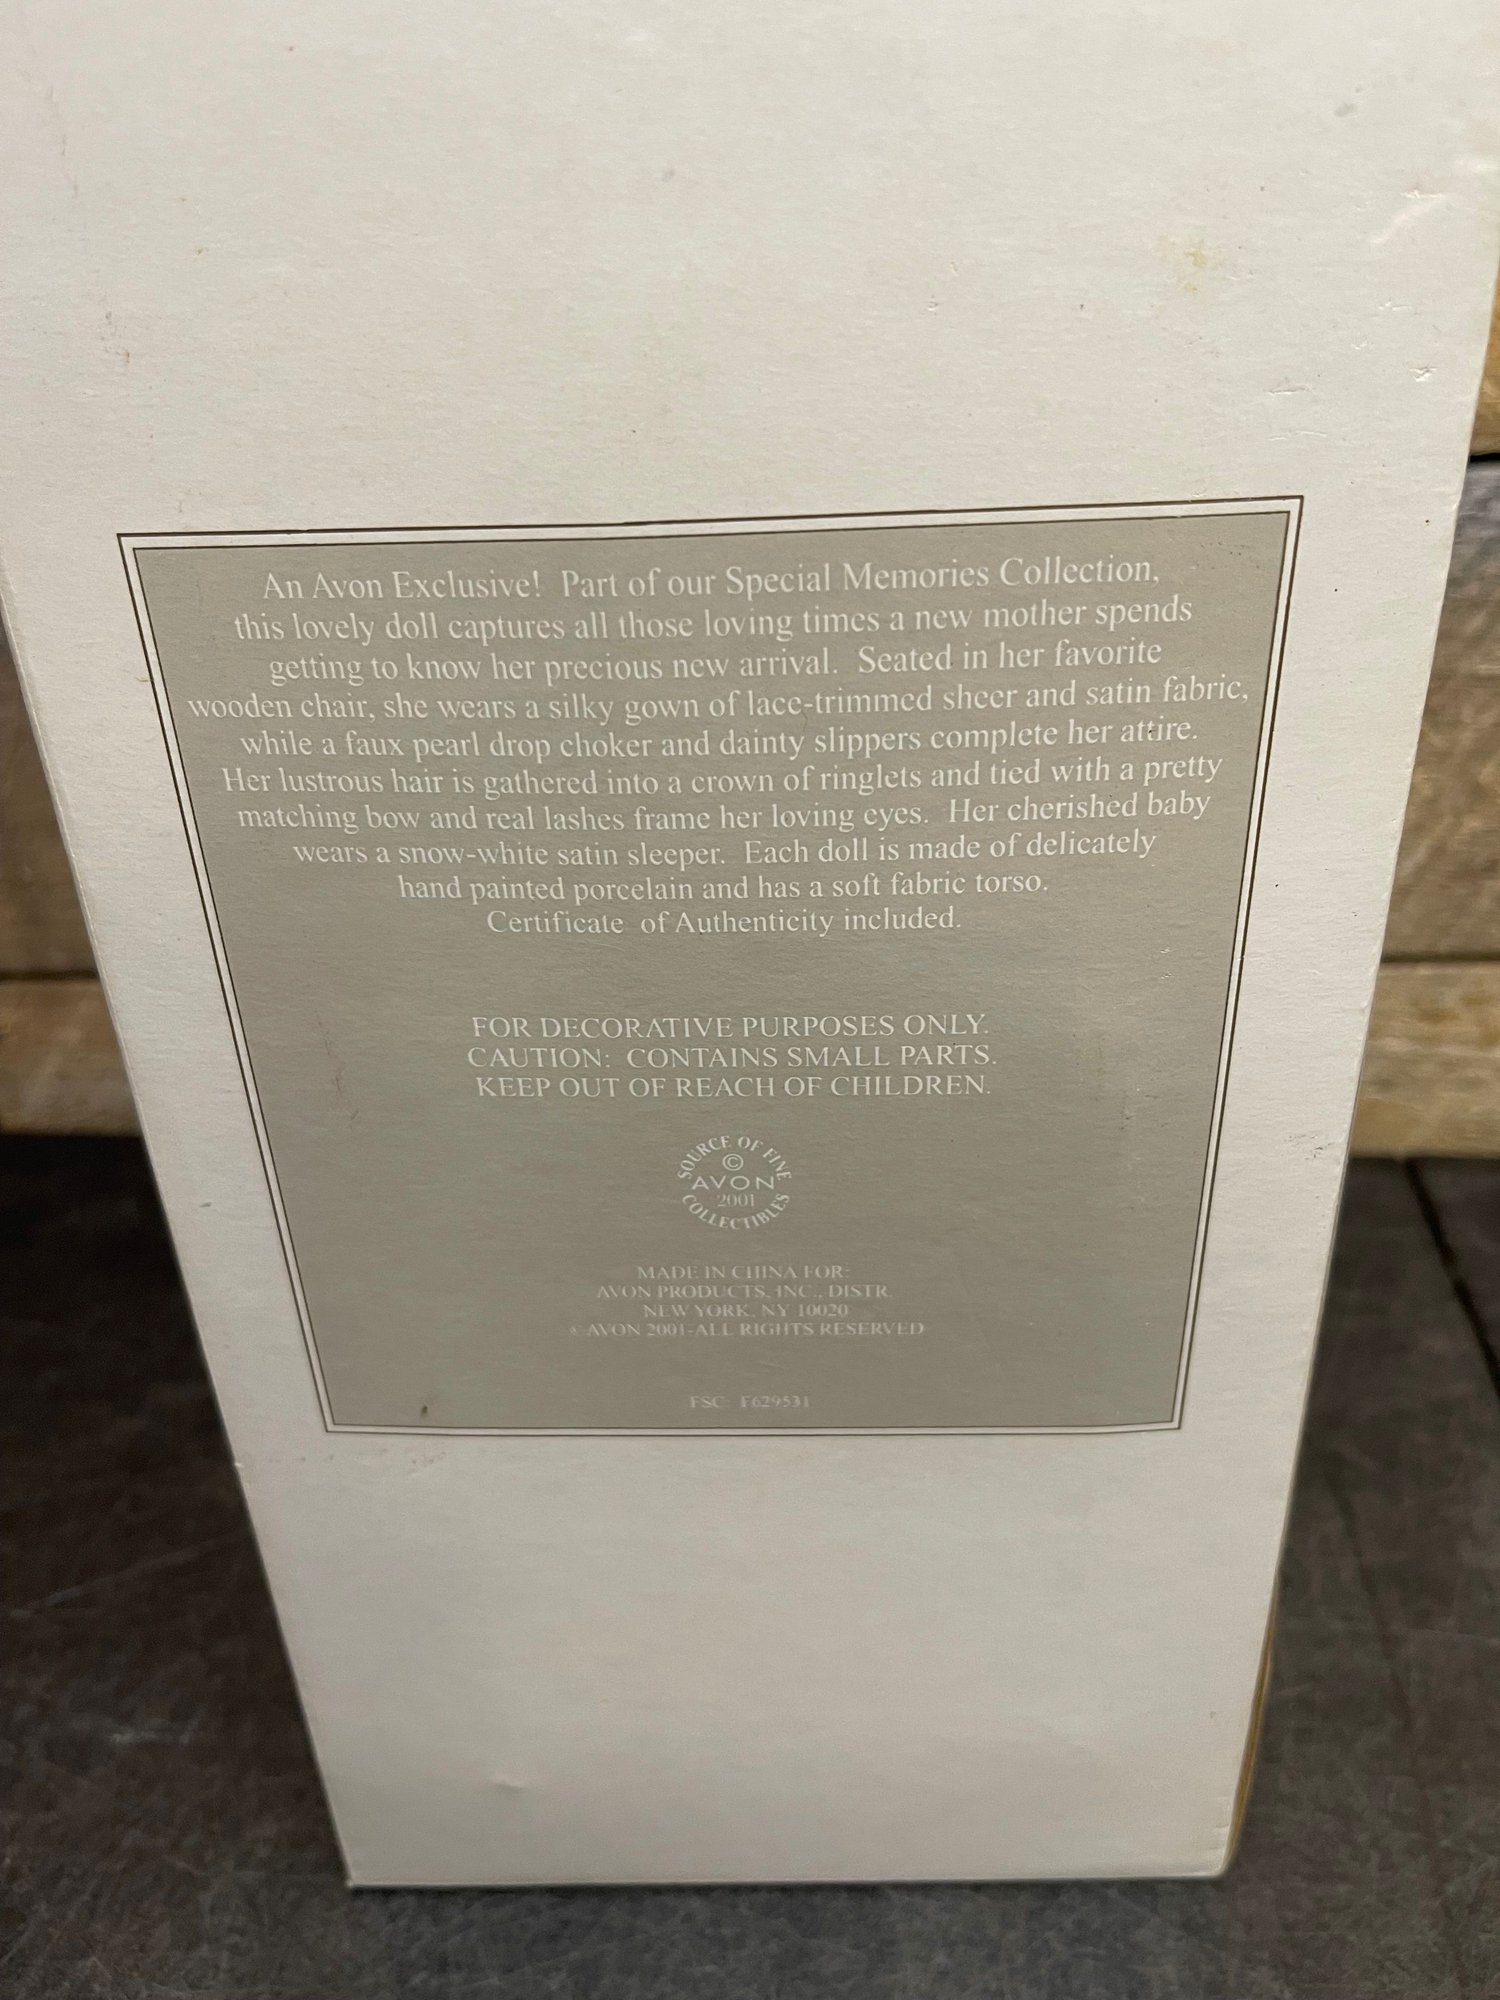 An Avon Exclusive! Part of our Special Memories Collection,
this lovely doll captures all those loving times a new mother spends
getting to know her precious new arrival. Seated in her favorite
wooden chair, she wears a silky gown of lace-trimmed sheer and satin fabric,
while a faux pearl drop choker and dainty slippers complete her attire.
Her lustrous hair is gathered into a crown of ringlets and tied with a pretty
matching bow and real lashes frame her loving eyes. Her cherished baby
wears a snow-white satin sleeper. Each doll is made of delicately
hand painted porcelain and has a soft fabric torso.
Certificate of Authenticity included.
FOR DECORATIVE PURPOSES ONLY.
CAUTION: CONTAINS SMALL PARTS.
KEEP OUT OF REACH OF CHILDREN.
SOURCE OF FINE
©
AVON
2001
COLLECTIBLES
MADE IN CHINA FOR:
AVON PRODUCTS, INC., DISTR.
NEW YORK, NY 10020
© AVON 2001-ALL RIGHTS RESERVED
FSC: F629531